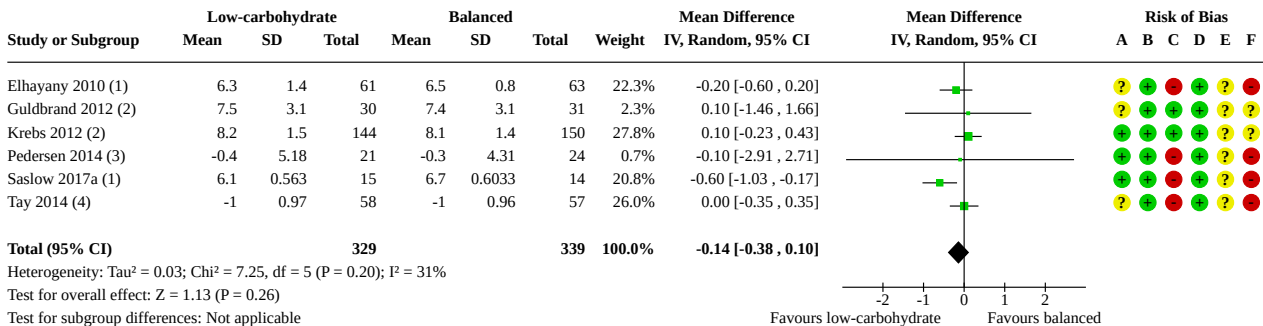 Low-carbohydrate Balanced Mean Difference Mean Difference Risk of Bias
Study or Subgroup Mean SD Total Mean SD Total Weight IV, Random, 95% CI IV, Random, 95% CI A B C D E F
Elhayany 2010 (1) 6.3 1.4 61 6.5 0.8 63 22.3% -0.20 [-0.60 , 0.20] ? + - + ? -
Guldbrand 2012 (2) 7.5 3.1 30 7.4 3.1 31 2.3% 0.10 [-1.46 , 1.66] ? + + + ? ?
Krebs 2012 (2) 8.2 1.5 144 8.1 1.4 150 27.8% 0.10 [-0.23 , 0.43] + + + + ? ?
Pedersen 2014 (3) -0.4 5.18 21 -0.3 4.31 24 0.7% -0.10 [-2.91 , 2.71] + + - + ? -
Saslow 2017a (1) 6.1 0.563 15 6.7 0.6033 14 20.8% -0.60 [-1.03 , -0.17] + + - + ? -
Tay 2014 (4) -1 0.97 58 -1 0.96 57 26.0% 0.00 [-0.35 , 0.35] ? + - + ? -
Total (95% CI) 329 339 100.0% -0.14 [-0.38 , 0.10]
Heterogeneity: Tau² = 0.03; Chi² = 7.25, df = 5 (P = 0.20); I² = 31%
Test for overall effect: Z = 1.13 (P = 0.26) -2 -1 0 1 2
Test for subgroup differences: Not applicable Favours low-carbohydrate Favours balanced